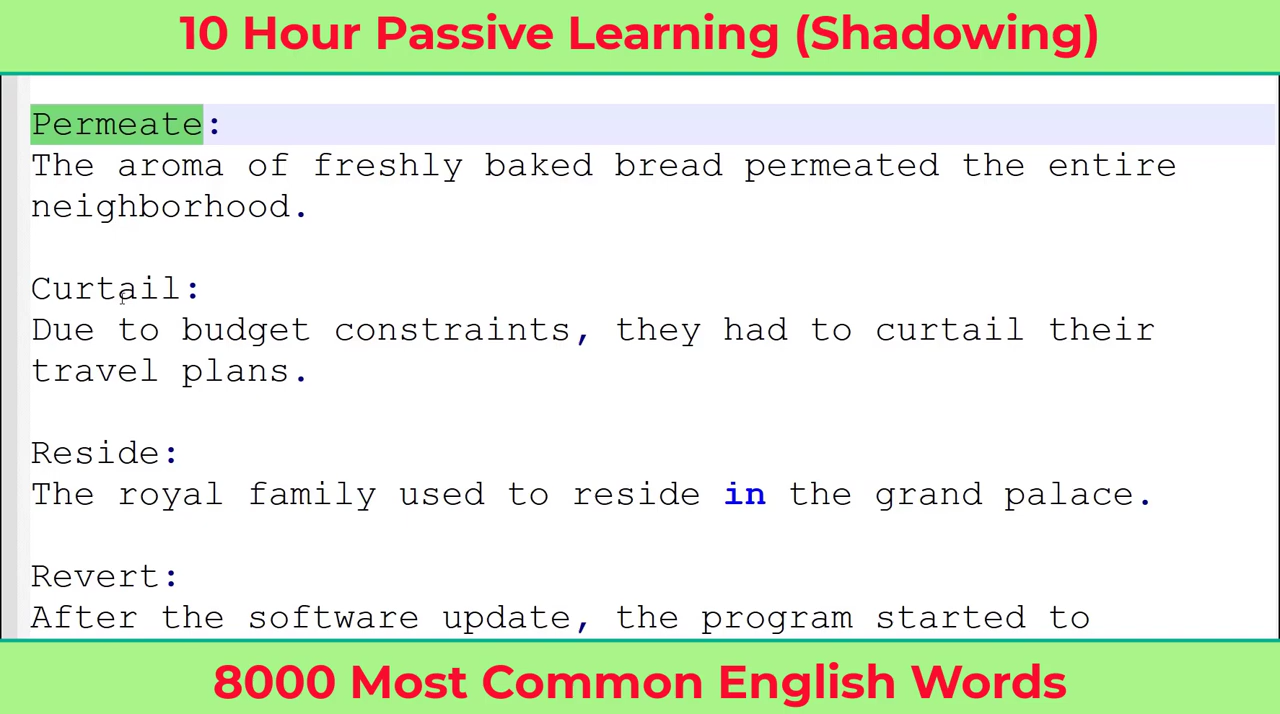 10 Hour Passive Learning (Shadowing)
Permeate:
The aroma of freshly baked bread permeated the entire
neighborhood.
Curtail:
Due to budget constraints, they had to curtail their
travel plans.
Reside:
The royal family used to reside in the grand palace.
Revert:
After the software update, the program started to
8000 Most Common English Words